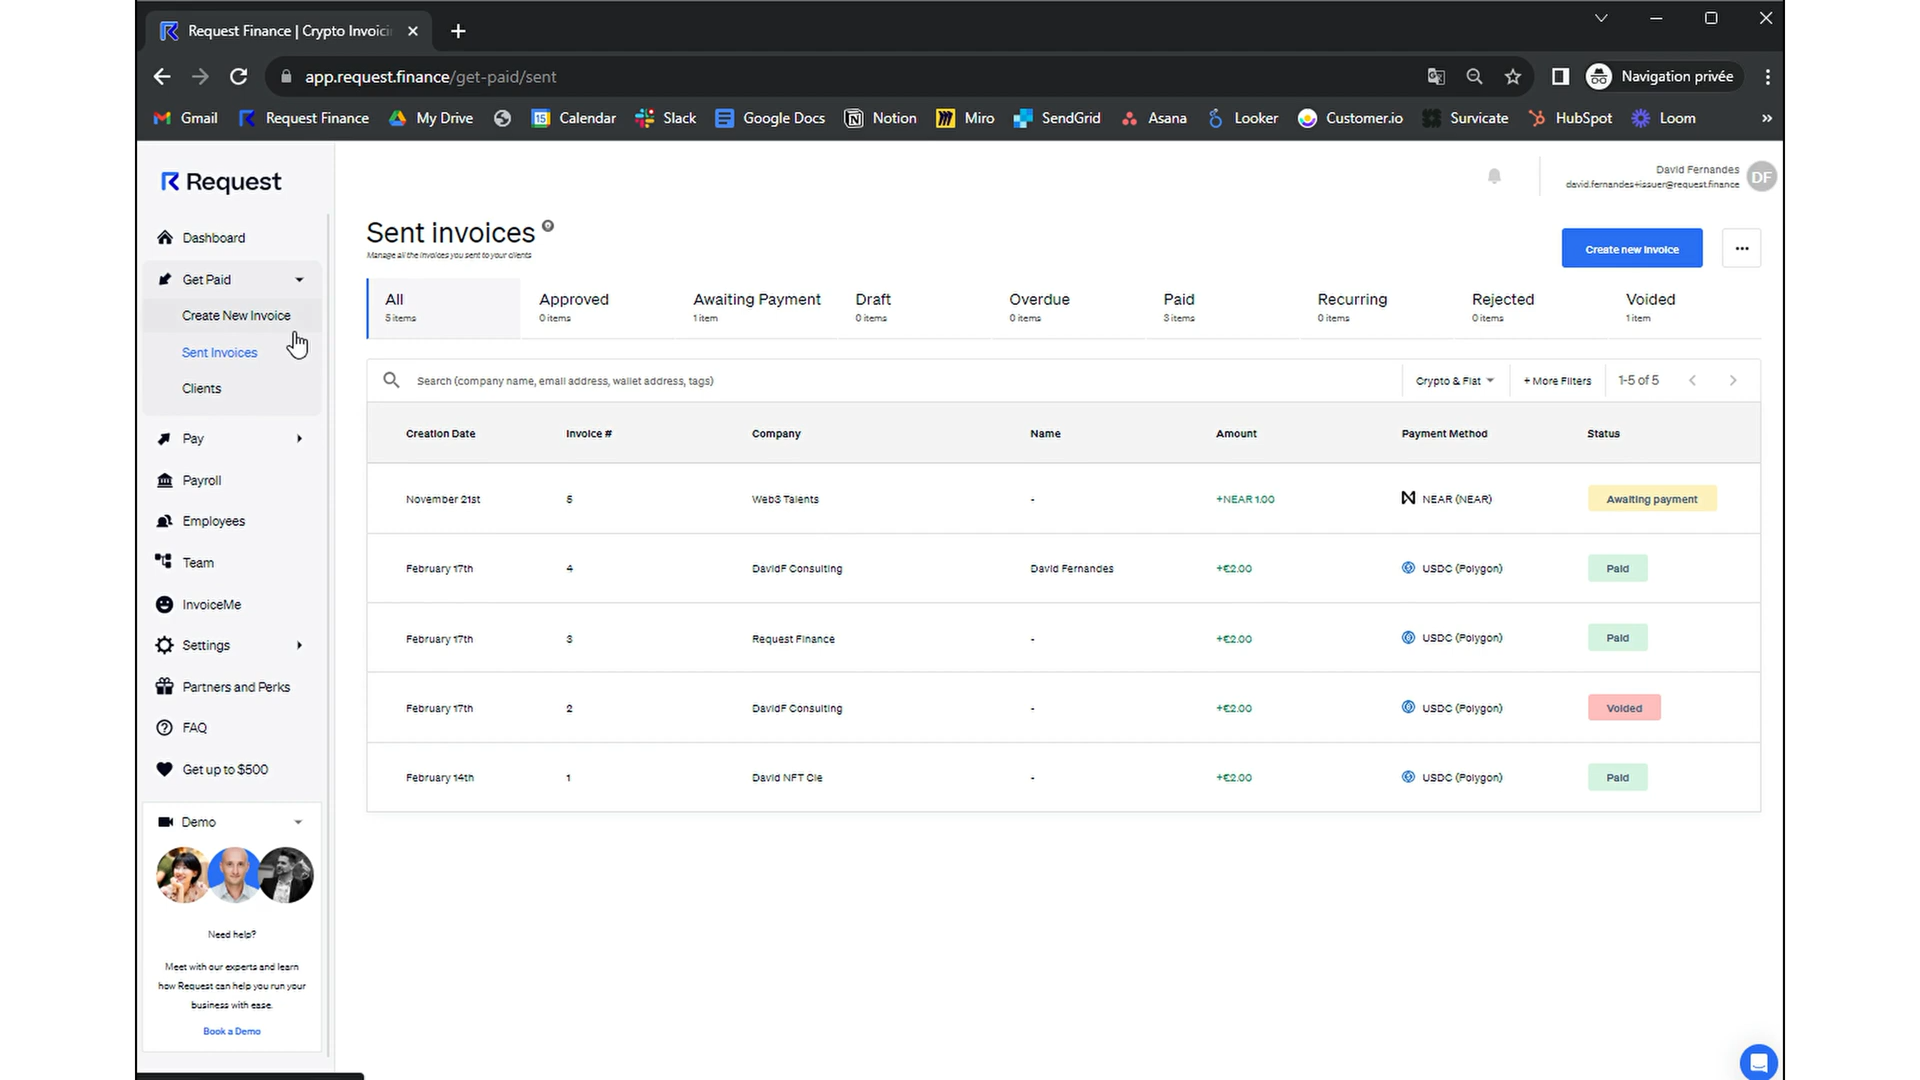 Request Finance | Crypto Invoici
app.request.finance/get-paid/sent
Navigation privée
Gmail
Request Finance
My Drive
15
Calendar
Slack
Google Docs
Notion
Miro
SendGrid
Asana
Looker
Customer.io
Survicate
HubSpot
Loom
»
Request
David Fernandes
david.fernandes+issuer@request.finance
DF
Dashboard
Get Paid
Create New Invoice
Sent Invoices
Clients
Pay
Payroll
Employees
Team
InvoiceMe
Settings
Partners and Perks
FAQ
Get up to $500
Demo
Need help?
Meet with our experts and learn
how Request can help you run your
business with ease.
Book a Demo
Sent invoices
Manage all the invoices you sent to your clients
Create new invoice
All
5 items
Approved
0 items
Awaiting Payment
1 item
Draft
0 items
Overdue
0 items
Paid
3 items
Recurring
0 items
Rejected
0 items
Voided
1 item
Search (company name, email address, wallet address, tags)
Crypto & Fiat
+ More Filters
1-5 of 5
Creation Date Invoice # Company Name Amount Payment Method Status
November 21st 5 Web3 Talents - +NEAR 1.00 NEAR (NEAR) Awaiting payment
February 17th 4 DavidF Consulting David Fernandes +€2.00 USDC (Polygon) Paid
February 17th 3 Request Finance - +€2.00 USDC (Polygon) Paid
February 17th 2 DavidF Consulting - +€2.00 USDC (Polygon) Voided
February 14th 1 David NFT Cie - +€2.00 USDC (Polygon) Paid